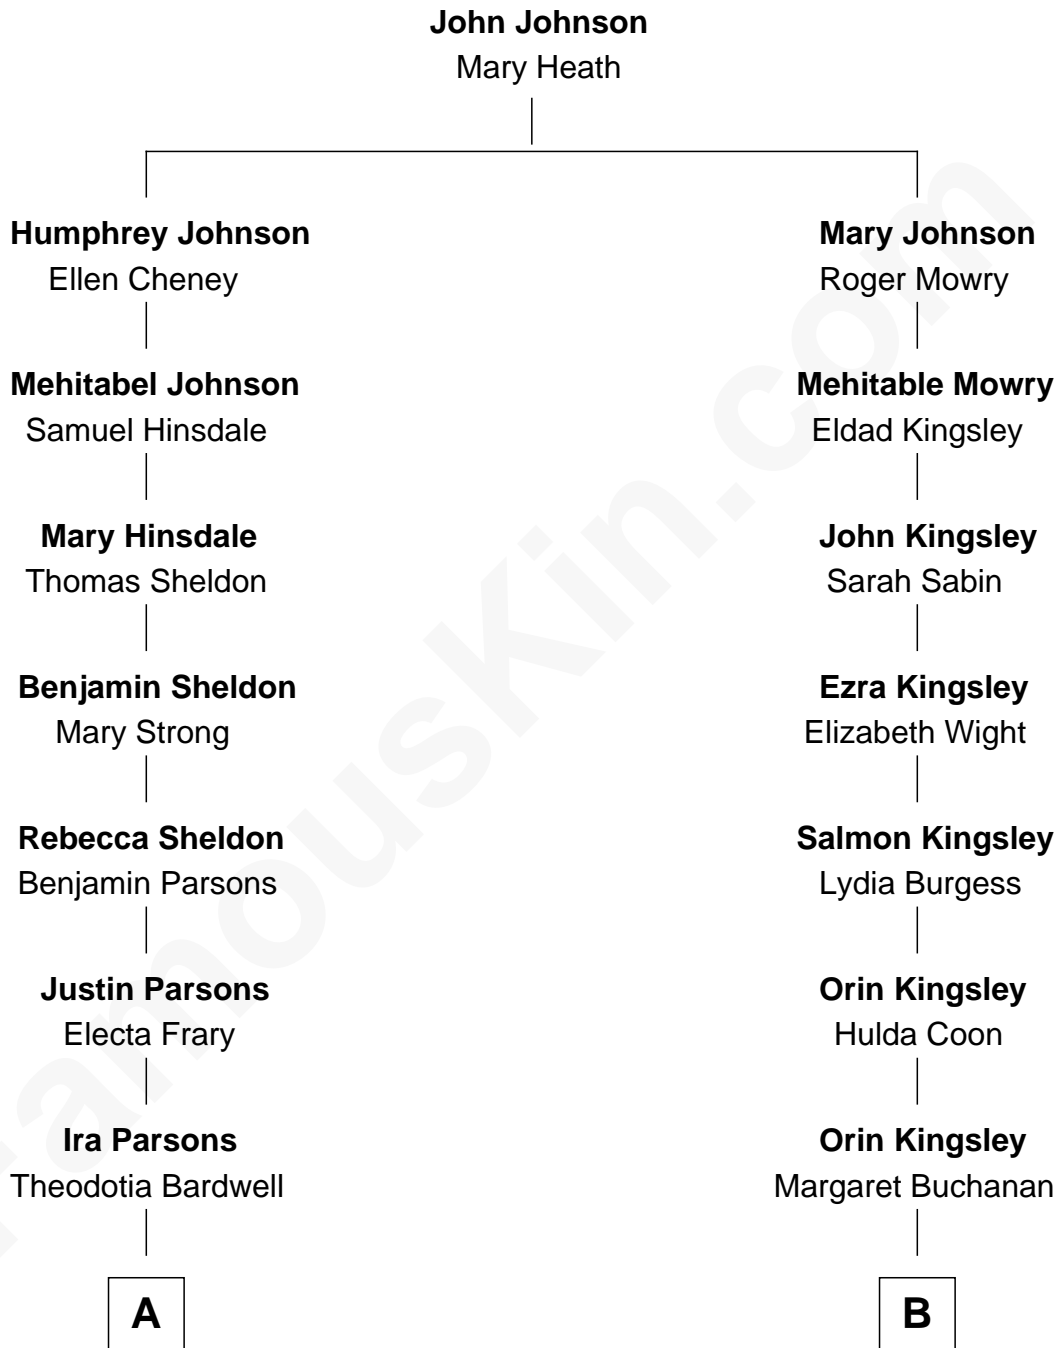 John Johnson
Mary Heath
Humphrey Johnson
Ellen Cheney
Mary Johnson
Roger Mowry
Mehitabel Johnson
Samuel Hinsdale
Mehitable Mowry
Eldad Kingsley
Mary Hinsdale
Thomas Sheldon
John Kingsley
Sarah Sabin
Benjamin Sheldon
Mary Strong
Ezra Kingsley
Elizabeth Wight
Rebecca Sheldon
Benjamin Parsons
Salmon Kingsley
Lydia Burgess
Justin Parsons
Electa Frary
Orin Kingsley
Hulda Coon
Ira Parsons
Theodotia Bardwell
Orin Kingsley
Margaret Buchanan
A
B
FamousKin.com